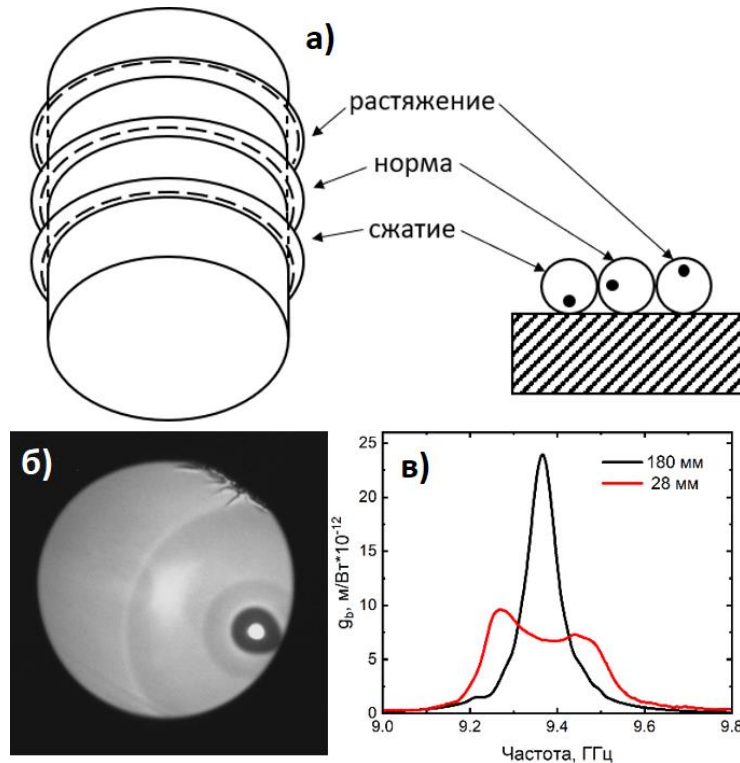 а)
растяжение
норма
сжатие
б)
в)
180 мм
28 мм
g_b, м/Вт*10^-12
25
20
15
10
5
0
9.0
9.2
9.4
9.6
9.8
Частота, ГГц